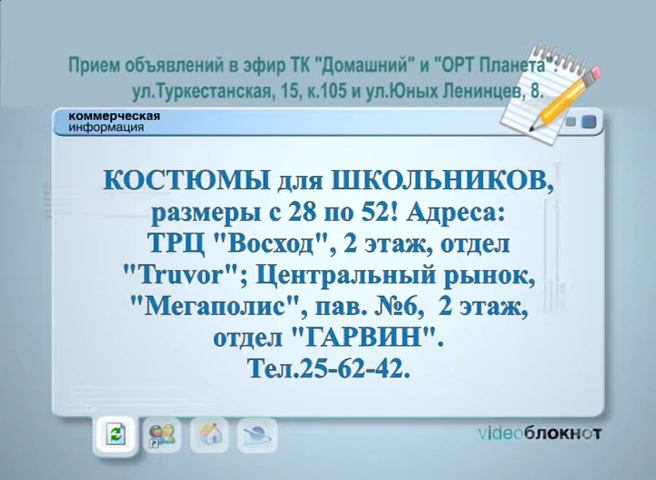 Прием объявлений в эфир ТК "Домашний" и "ОРТ Планета":
ул.Туркестанская, 15, к.105 и ул.Юных Ленинцев, 8.
коммерческая
информация
КОСТЮМЫ для ШКОЛЬНИКОВ,
размеры с 28 по 52! Адреса:
ТРЦ "Восход", 2 этаж, отдел
"Truvor"; Центральный рынок,
"Мегаполис", пав. №6, 2 этаж,
отдел "ГАРВИН".
Тел.25-62-42.
videoблокнот